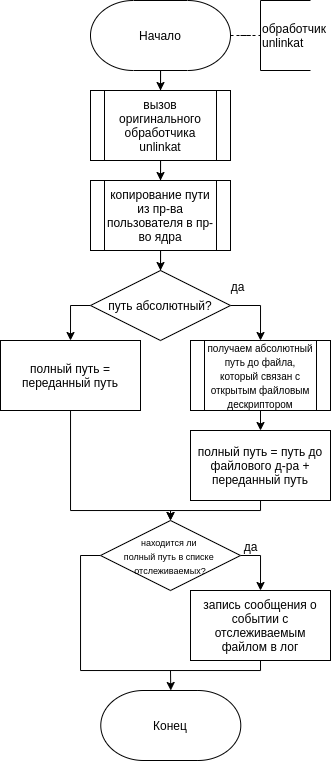 Начало
обработчик
unlinkat
вызов
оригинального
обработчика
unlinkat
копирование пути
из пр-ва
пользователя в пр-
во ядра
путь абсолютный?
да
полный путь =
переданный путь
получаем абсолютный
путь до файла,
который связан с
открытым файловым
дескриптором
полный путь = путь до
файлового д-ра +
переданный путь
находится ли
полный путь в списке
отслеживаемых?
да
запись сообщения о
событии с
отслеживаемым
файлом в лог
Конец